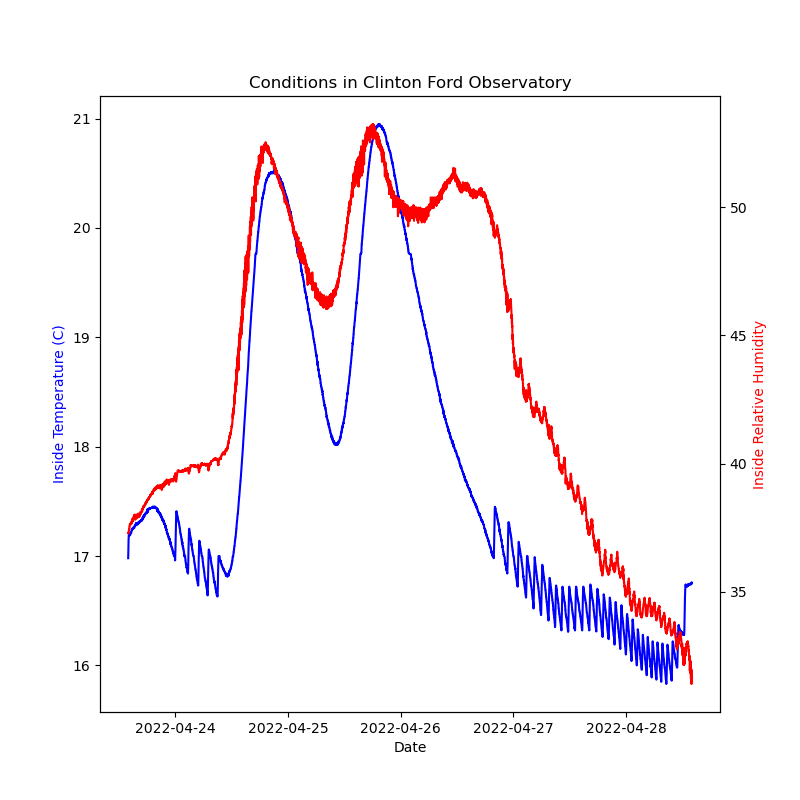 Conditions in Clinton Ford Observatory
21
20
19
18
17
16
Inside Temperature (C)
50
45
40
35
Inside Relative Humidity
2022-04-24 2022-04-25 2022-04-26 2022-04-27 2022-04-28
Date